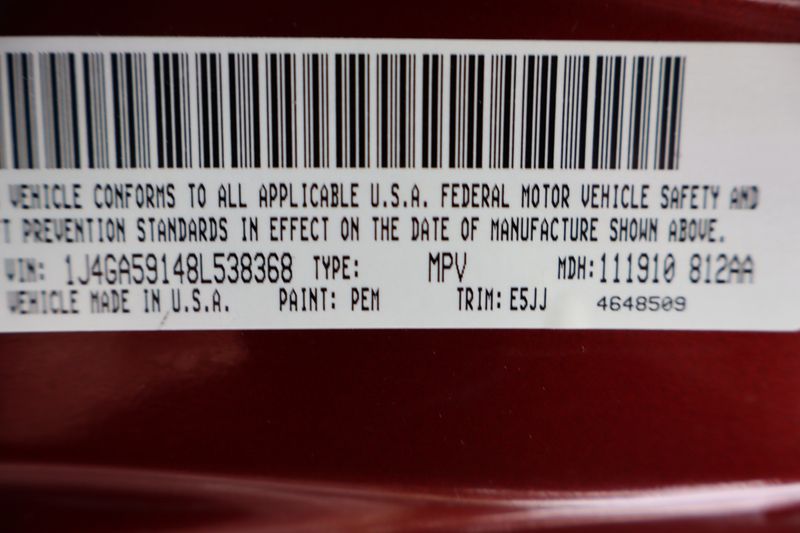 VEHICLE CONFORMS TO ALL APPLICABLE U.S.A. FEDERAL MOTOR VEHICLE SAFETY AND
T PREVENTION STANDARDS IN EFFECT ON THE DATE OF MANUFACTURE SHOWN ABOVE.
VIN: 1J4GA59148L538368 TYPE: MPV MDH: 111910 812AA
VEHICLE MADE IN U.S.A. PAINT: PEM TRIM: E5JJ 4648509